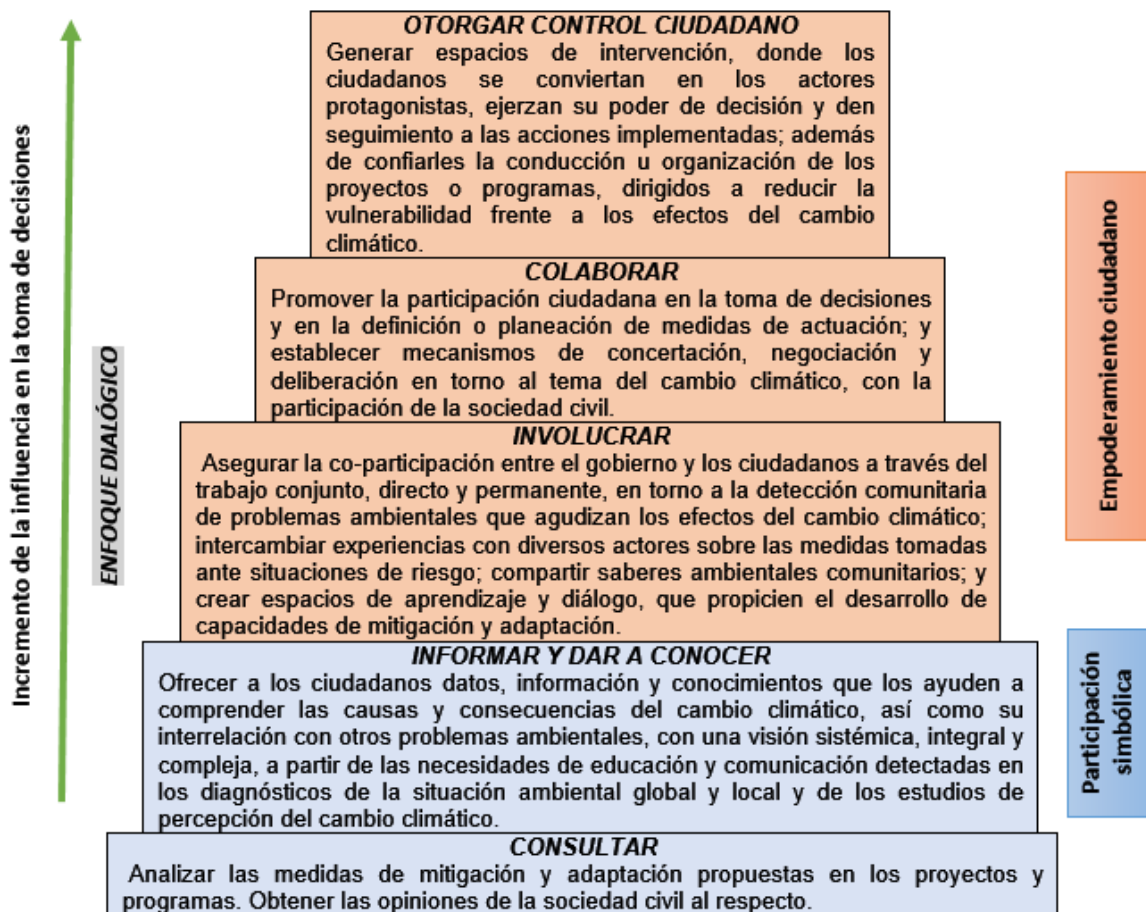 Incremento de la influencia en la toma de decisiones
ENFOQUE DIALÓGICO
OTORGAR CONTROL CIUDADANO
Generar espacios de intervención, donde los
ciudadanos se conviertan en los actores
protagonistas, ejerzan su poder de decisión y den
seguimiento a las acciones implementadas; además
de confiarles la conducción u organización de los
proyectos o programas, dirigidos a reducir la
vulnerabilidad frente a los efectos del cambio
climático.
COLABORAR
Promover la participación ciudadana en la toma de decisiones
y en la definición o planeación de medidas de actuación; y
establecer mecanismos de concertación, negociación y
deliberación en torno al tema del cambio climático, con la
participación de la sociedad civil.
INVOLUCRAR
Asegurar la co-participación entre el gobierno y los ciudadanos a través del
trabajo conjunto, directo y permanente, en torno a la detección comunitaria
de problemas ambientales que agudizan los efectos del cambio climático;
intercambiar experiencias con diversos actores sobre las medidas tomadas
ante situaciones de riesgo; compartir saberes ambientales comunitarios; y
crear espacios de aprendizaje y diálogo, que propicien el desarrollo de
capacidades de mitigación y adaptación.
INFORMAR Y DAR A CONOCER
Ofrecer a los ciudadanos datos, información y conocimientos que los ayuden a
comprender las causas y consecuencias del cambio climático, así como su
interrelación con otros problemas ambientales, con una visión sistémica, integral y
compleja, a partir de las necesidades de educación y comunicación detectadas en
los diagnósticos de la situación ambiental global y local y de los estudios de
percepción del cambio climático.
CONSULTAR
Analizar las medidas de mitigación y adaptación propuestas en los proyectos y
programas. Obtener las opiniones de la sociedad civil al respecto.
Empoderamiento ciudadano
Participación
simbólica